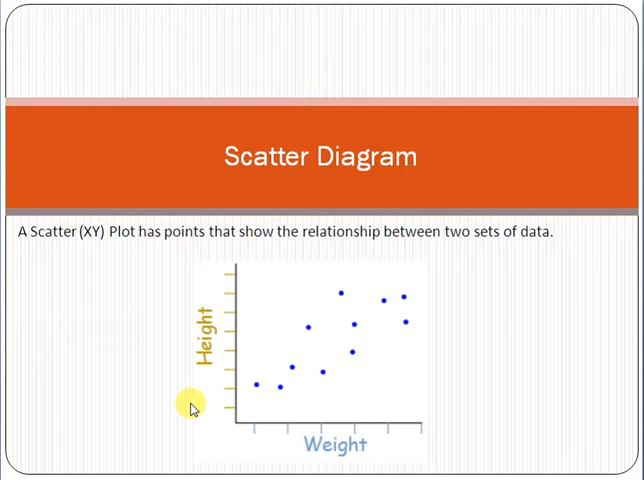 Scatter Diagram
A Scatter (XY) Plot has points that show the relationship between two sets of data.
Height
Weight